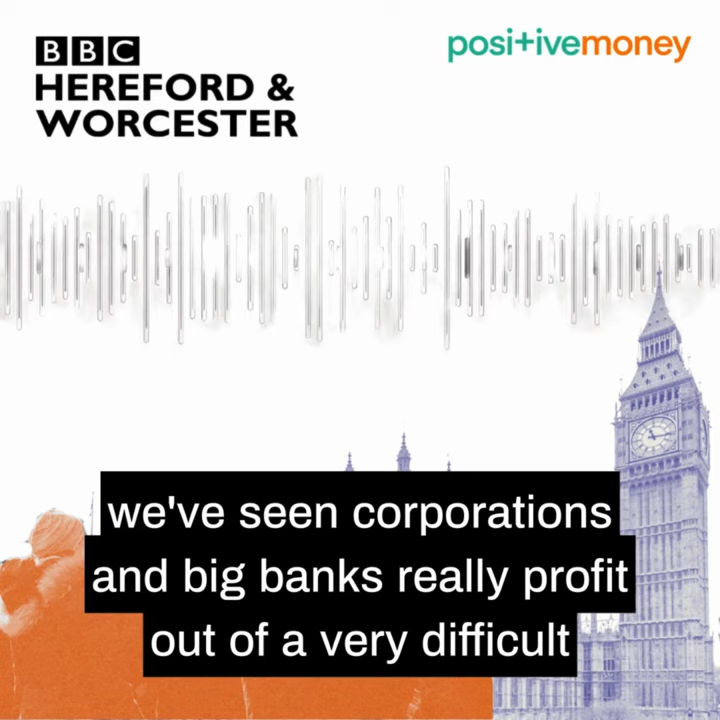 BBC
HEREFORD &
WORCESTER
positivemoney
we've seen corporations
and big banks really profit
out of a very difficult